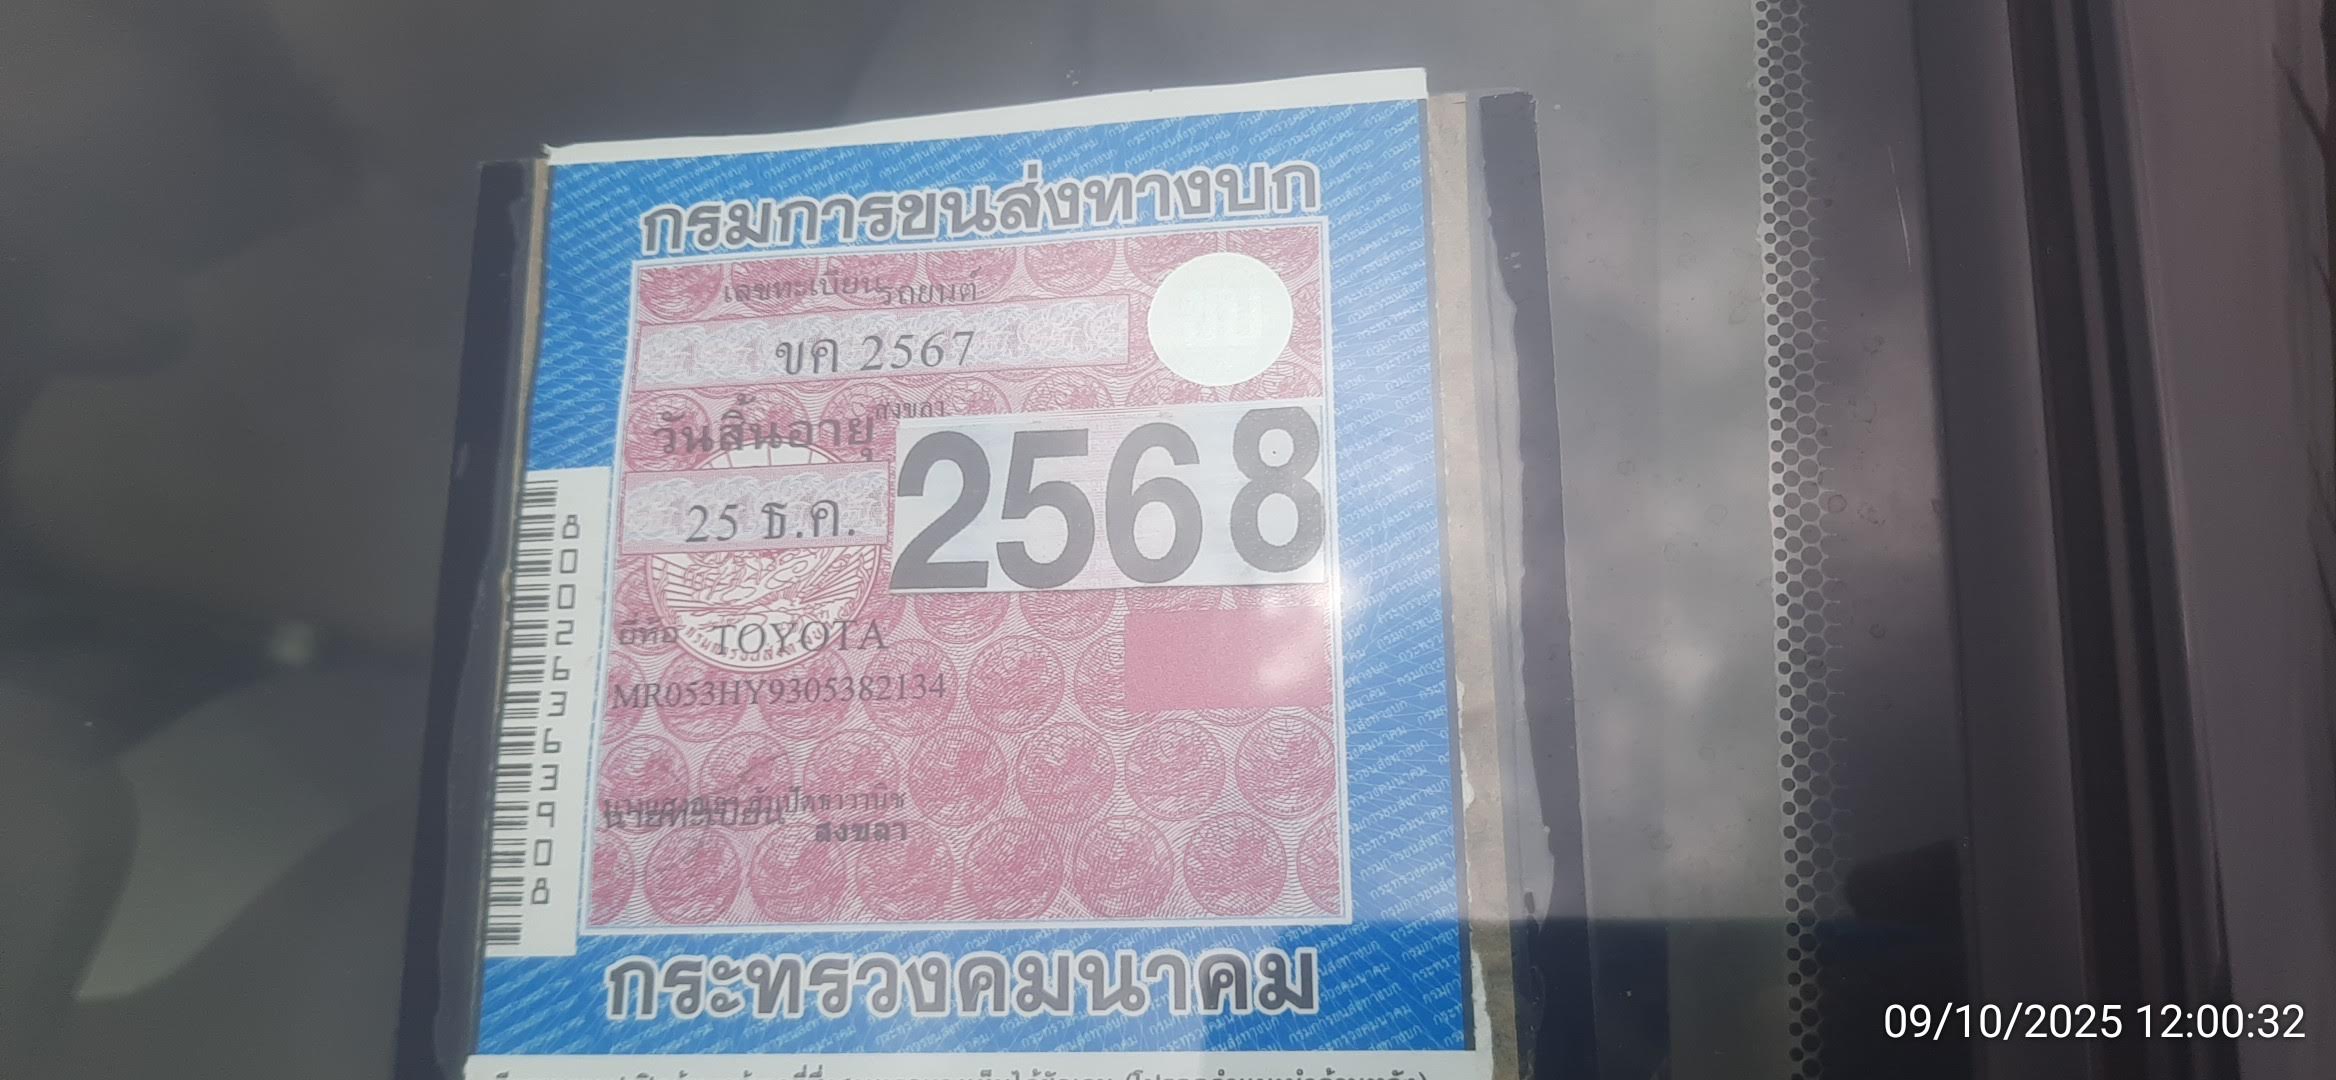 กรมการขนส่งทางบก
เลขทะเบียนรถยนต์
ขค 2567
สงขลา
วันสิ้นอายุ
25 ธ.ค.
2568
ยี่ห้อ TOYOTA
MR053HY9305382134
นายทะเบียน
สงขลา
80026363908
กระทรวงคมนาคม
09/10/2025 12:00:32